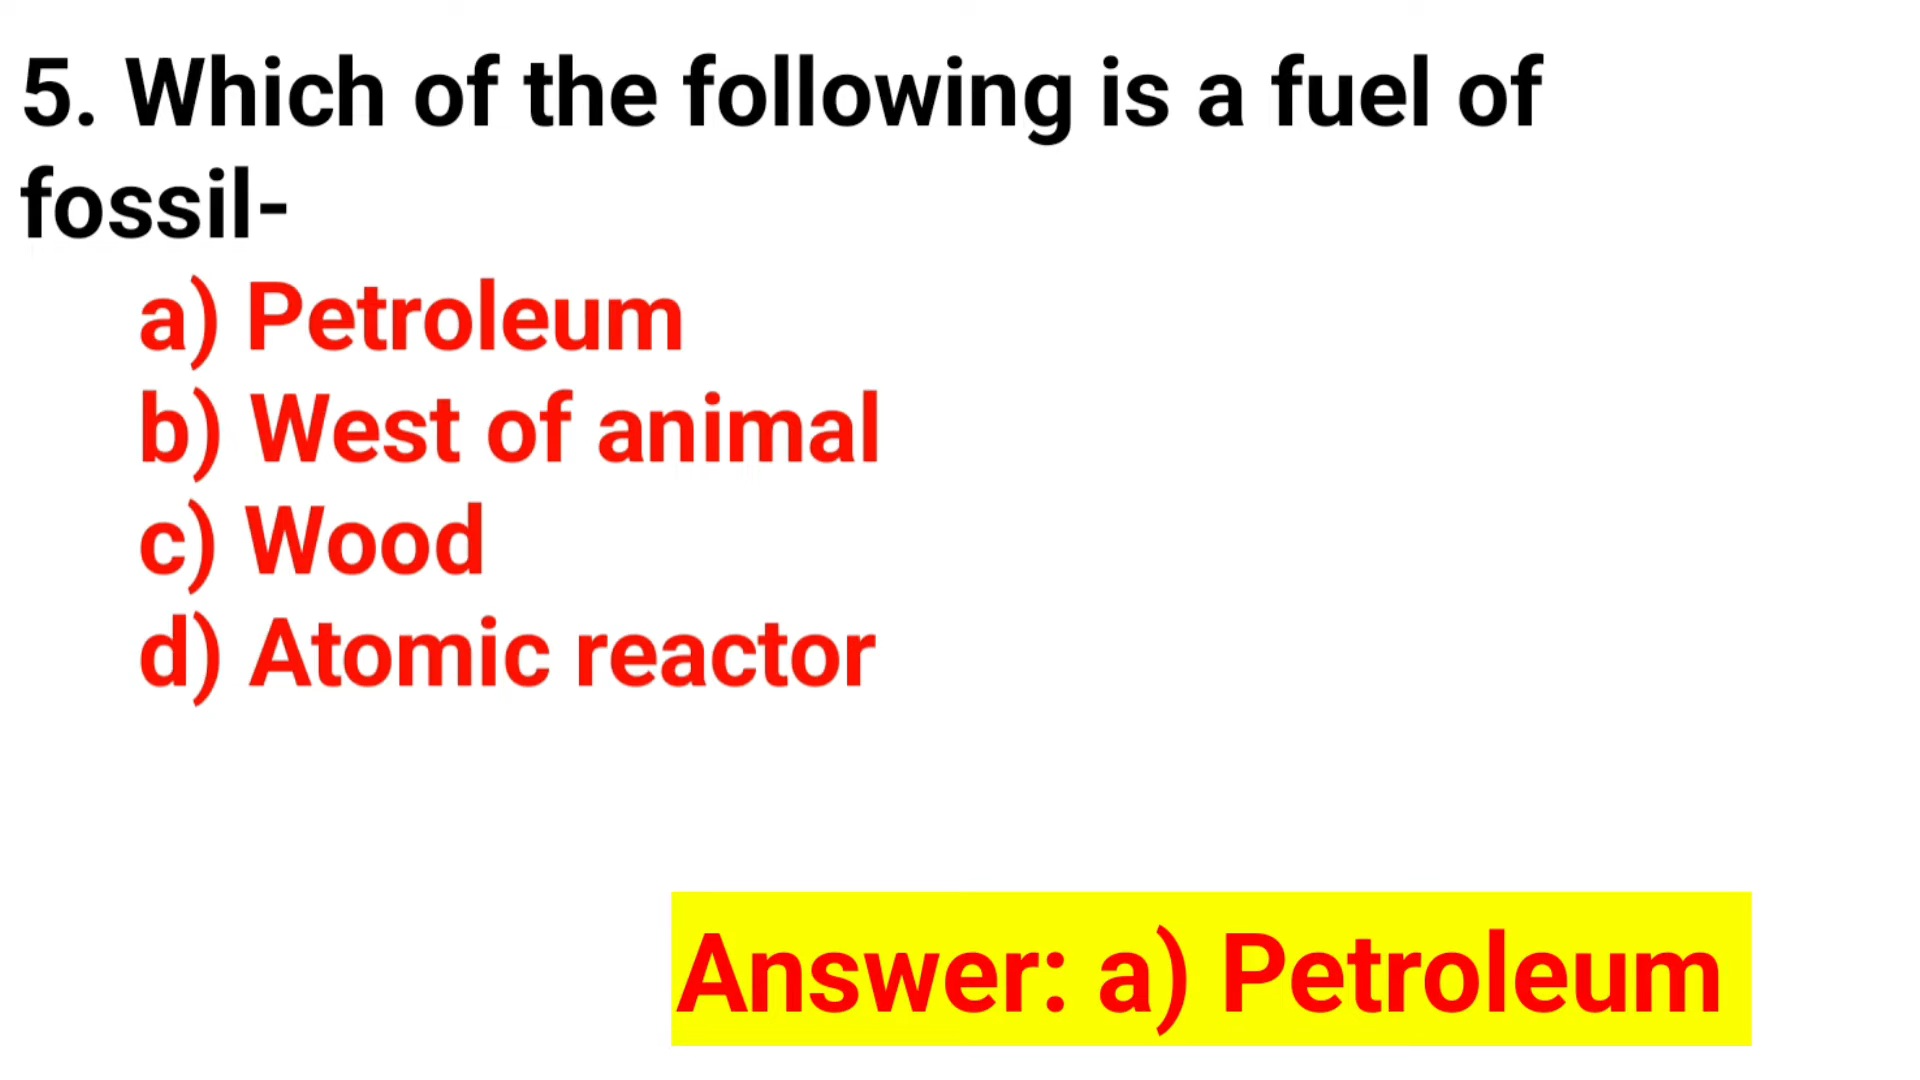 5. Which of the following is a fuel of
fossil-
a) Petroleum
b) West of animal
c) Wood
d) Atomic reactor
Answer: a) Petroleum